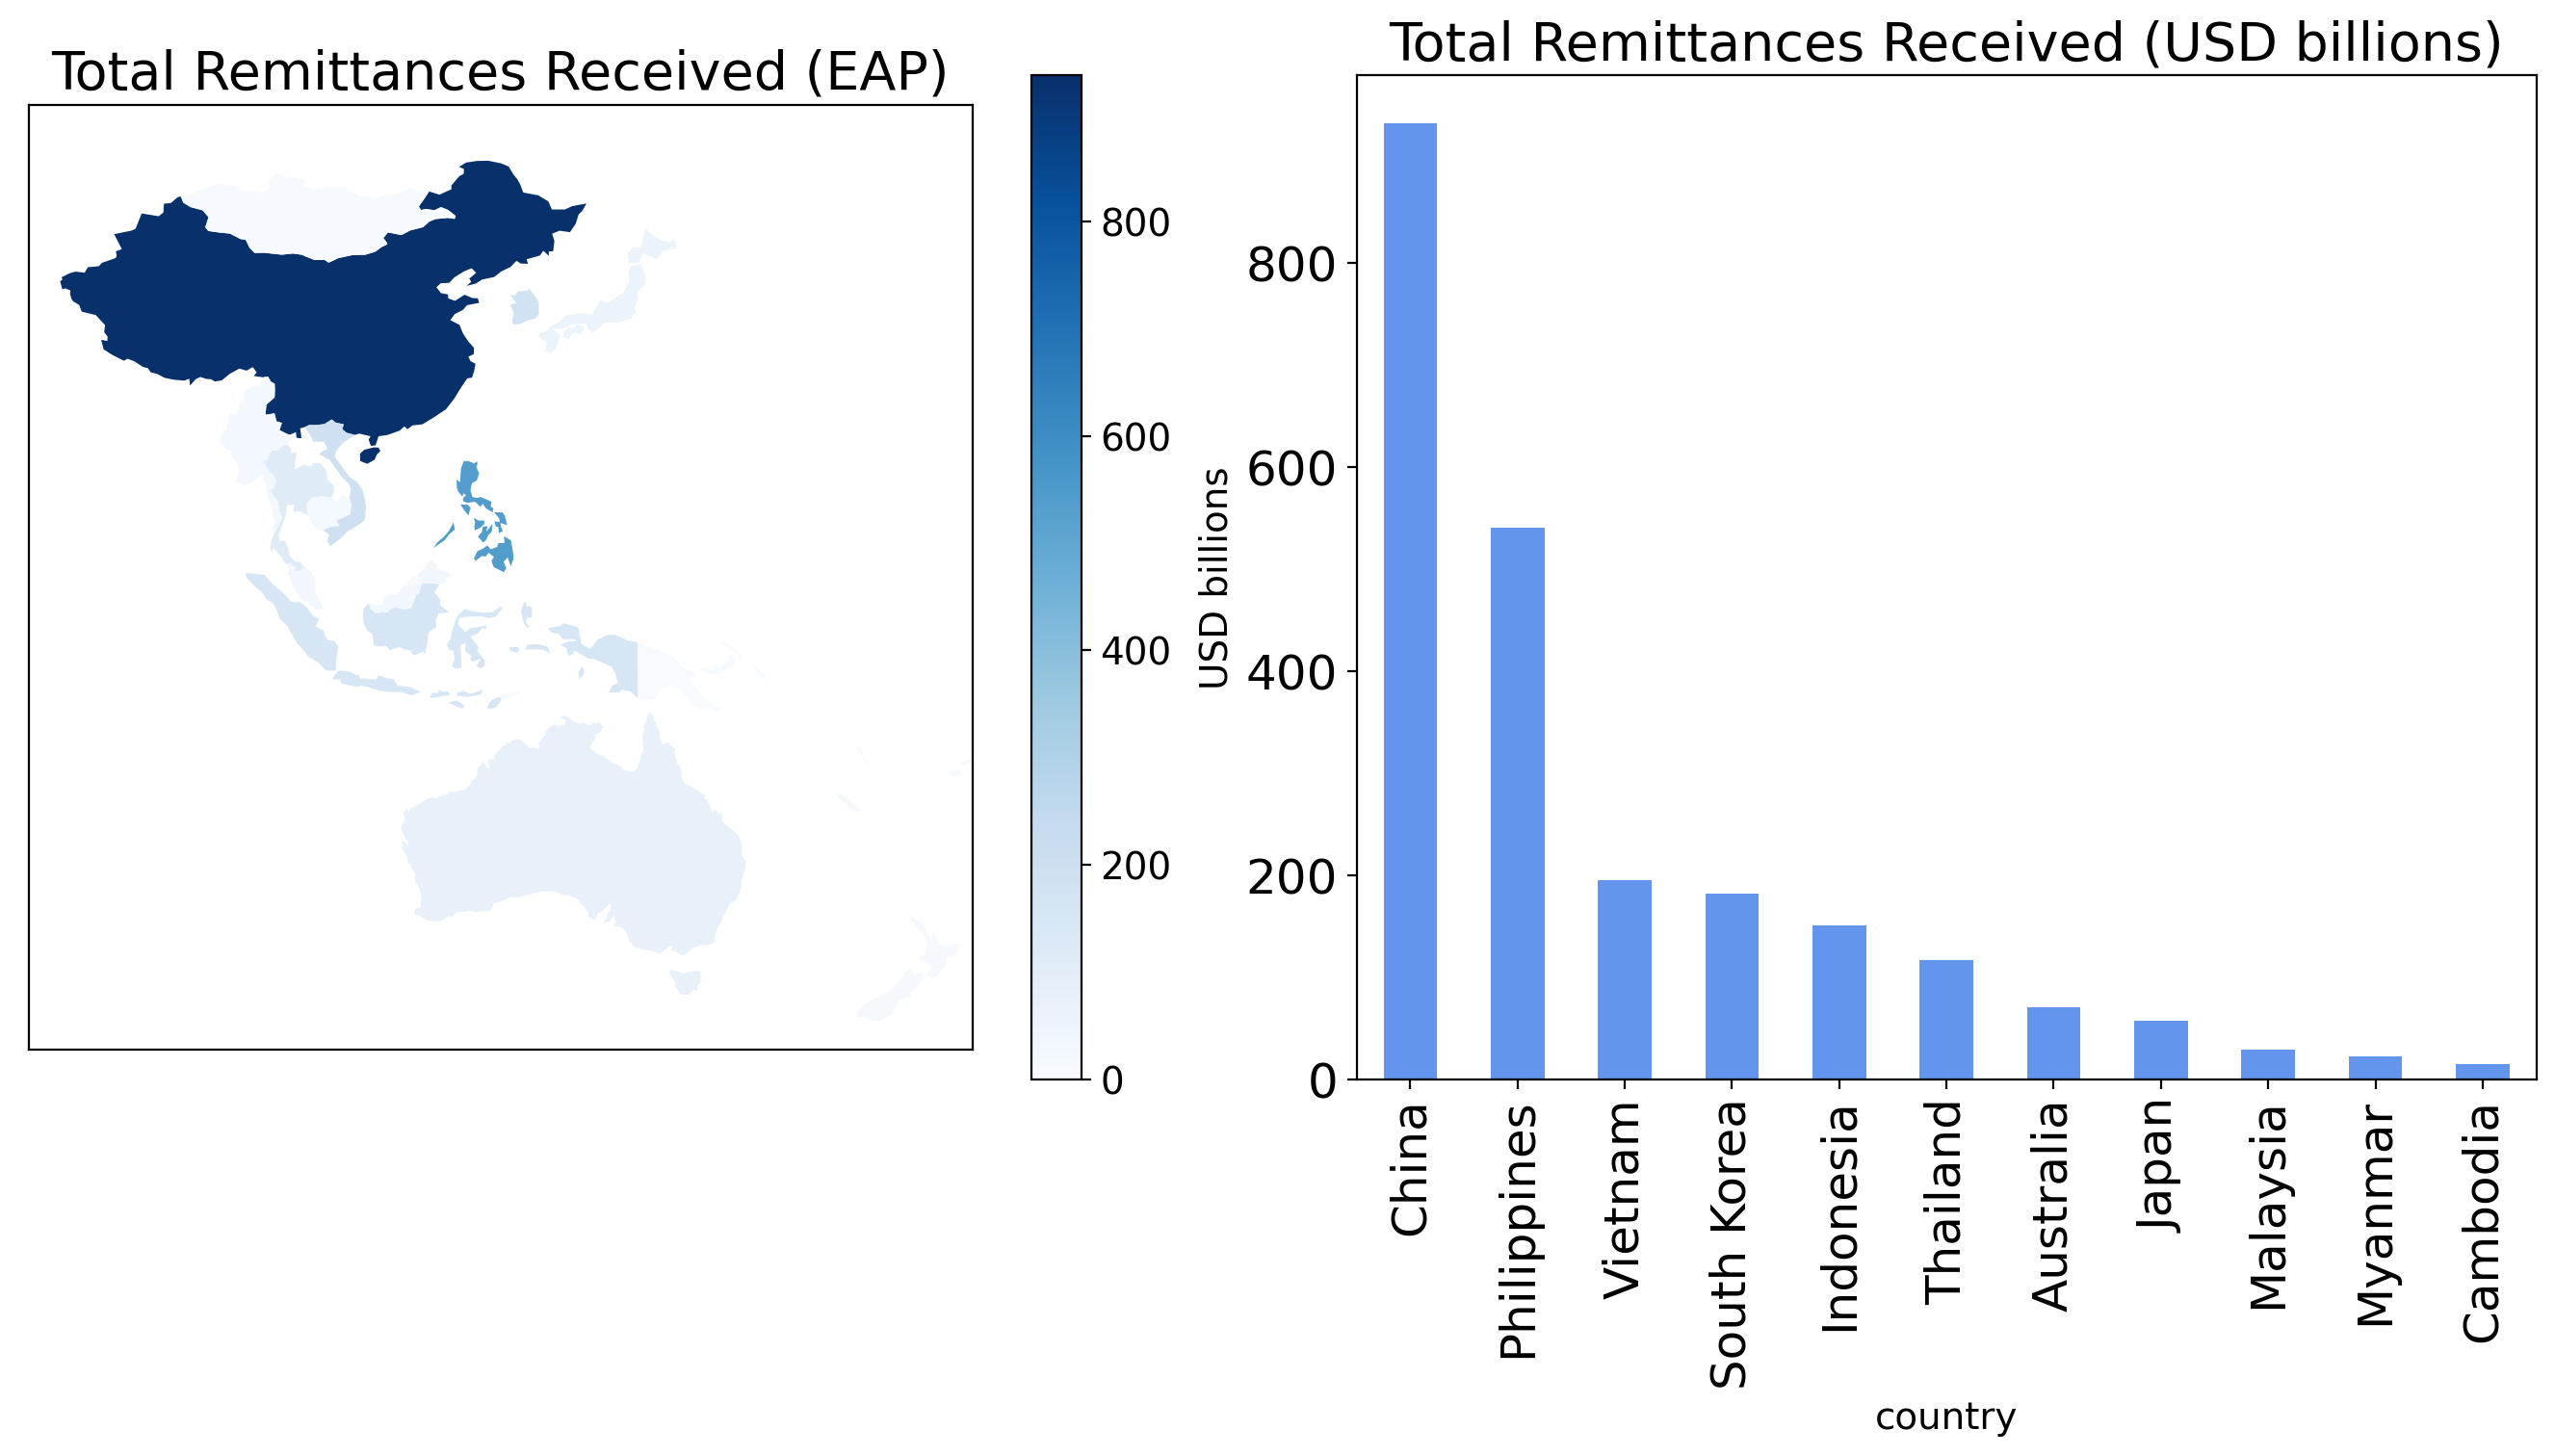 Total Remittances Received (EAP)
800
600
400
200
0
Total Remittances Received (USD billions)
USD billions
800
600
400
200
0
China
Philippines
Vietnam
South Korea
Indonesia
Thailand
Australia
Japan
Malaysia
Myanmar
Cambodia
country